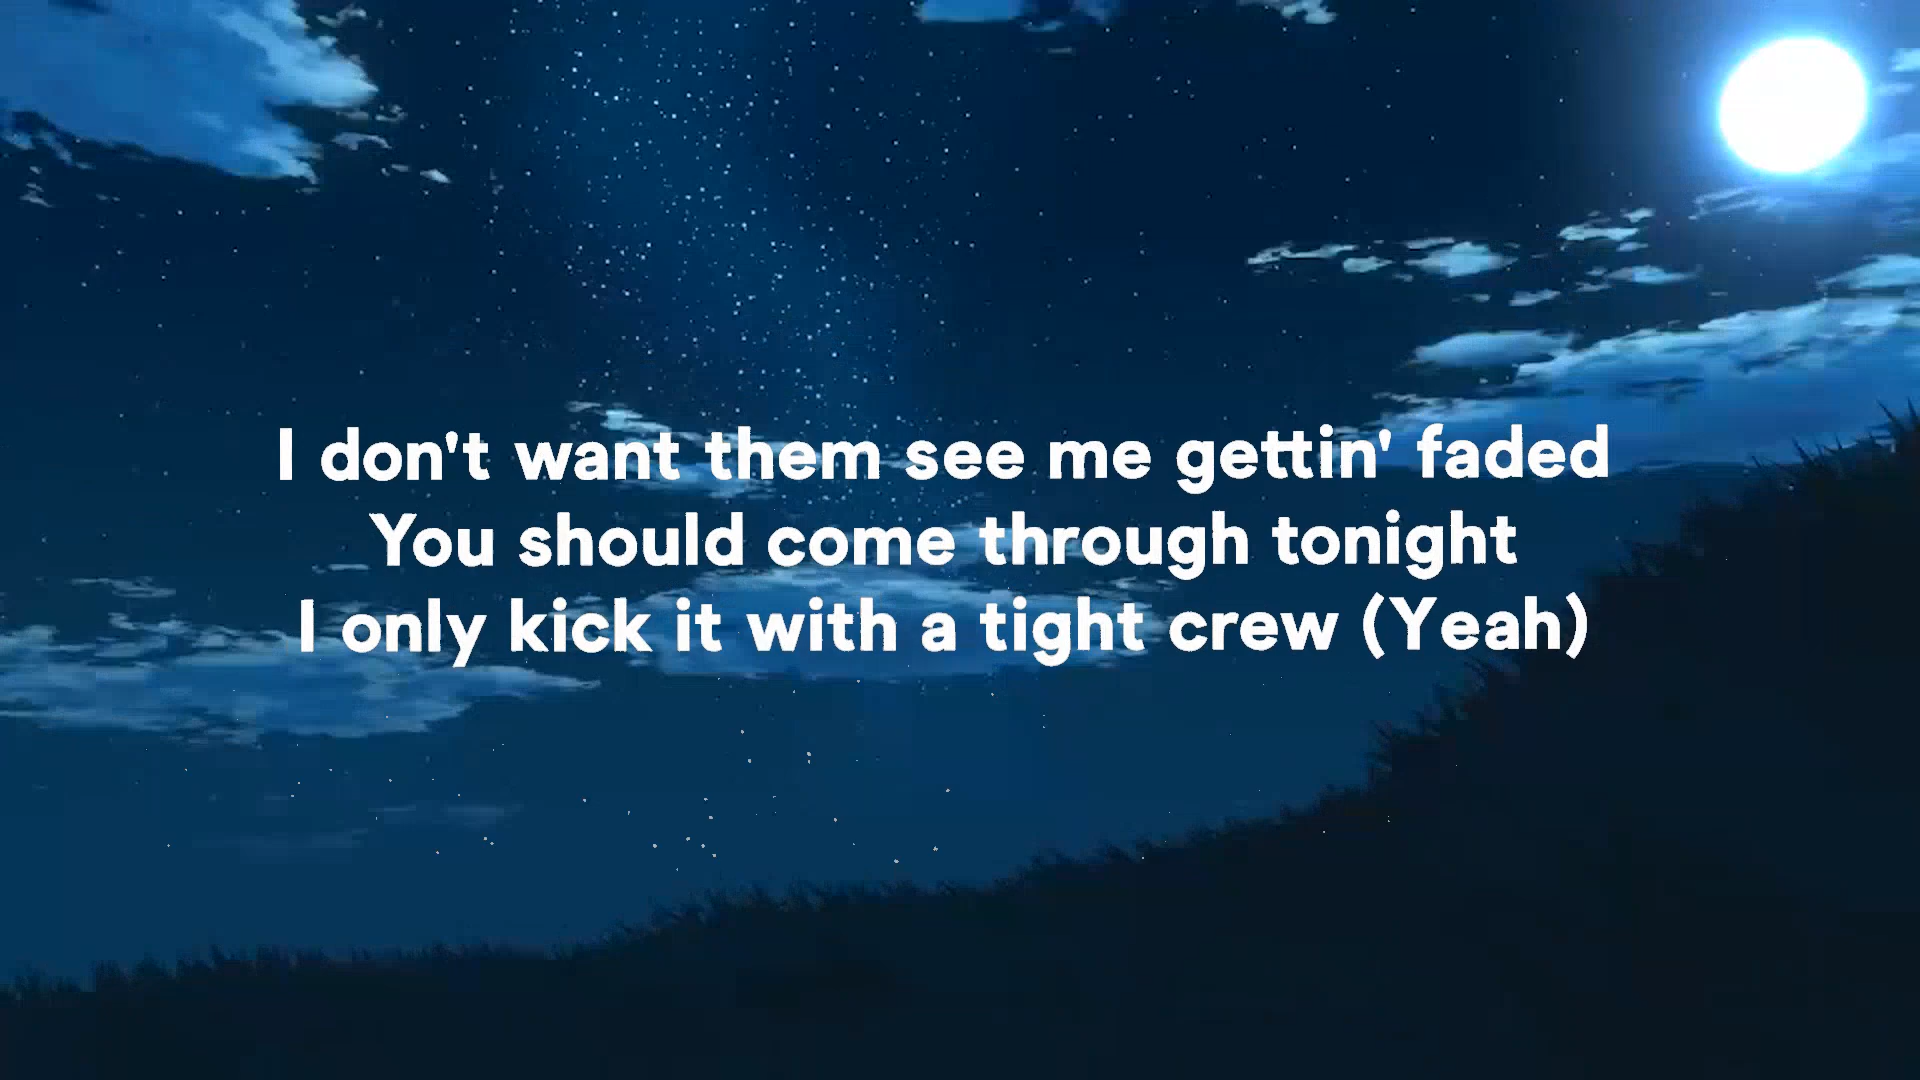 I don't want them see me gettin' faded
You should come through tonight
I only kick it with a tight crew (Yeah)